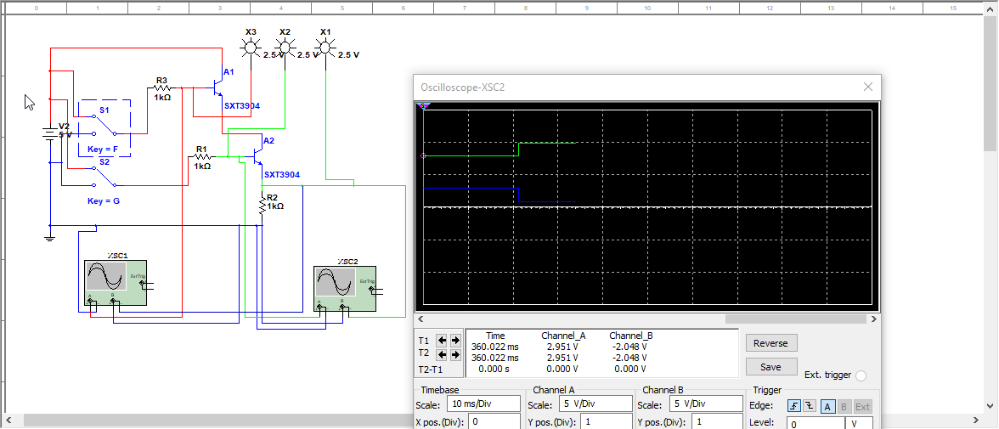 0 1 2 3 4 5 6 7 8 9 10 11 12 13 14 15
X3 X2 X1
2.5 V 2.5 V 2.5 V
A1
R3
1kΩ
SXT3904
S1
V2
5 V
Key = F
A2
R1
1kΩ
S2
SXT3904
Key = G
R2
1kΩ
XSC1
Ext Trig
A B
XSC2
Ext Trig
A B
Oscilloscope-XSC2
T1
T2
T2-T1
Time Channel_A Channel_B
360.022 ms 2.951 V -2.048 V
360.022 ms 2.951 V -2.048 V
0.000 s 0.000 V 0.000 V
Reverse
Save
Ext. trigger
Timebase
Scale: 10 ms/Div
X pos.(Div): 0
Channel A
Scale: 5 V/Div
Y pos.(Div): 1
Channel B
Scale: 5 V/Div
Y pos.(Div): 1
Trigger
Edge: A B Ext
Level: 0 V